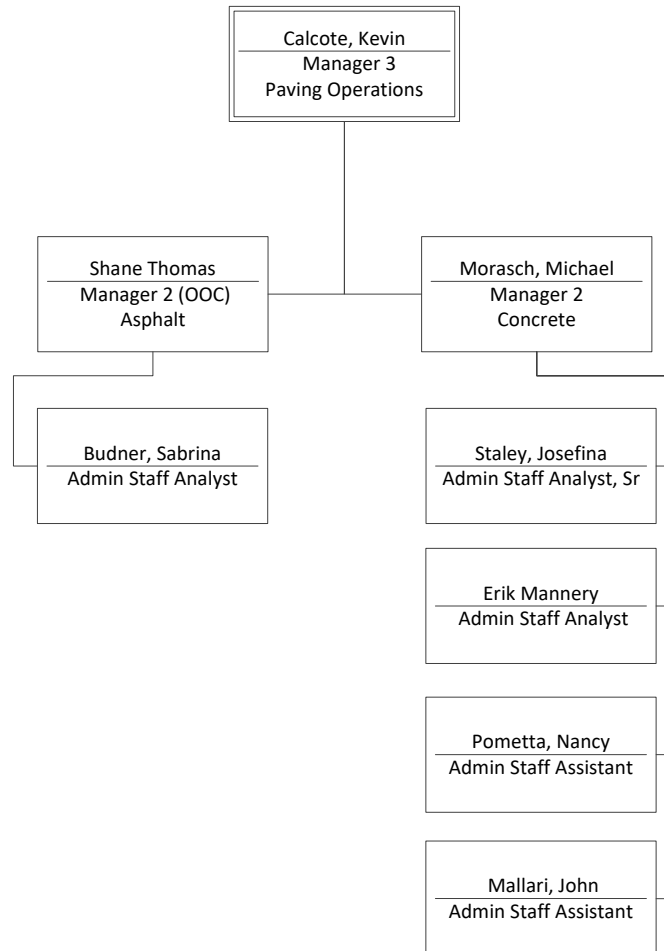 Calcote, Kevin
Manager 3
Paving Operations
Shane Thomas
Manager 2 (OOC)
Asphalt
Morasch, Michael
Manager 2
Concrete
Budner, Sabrina
Admin Staff Analyst
Staley, Josefina
Admin Staff Analyst, Sr
Erik Mannery
Admin Staff Analyst
Pometta, Nancy
Admin Staff Assistant
Mallari, John
Admin Staff Assistant